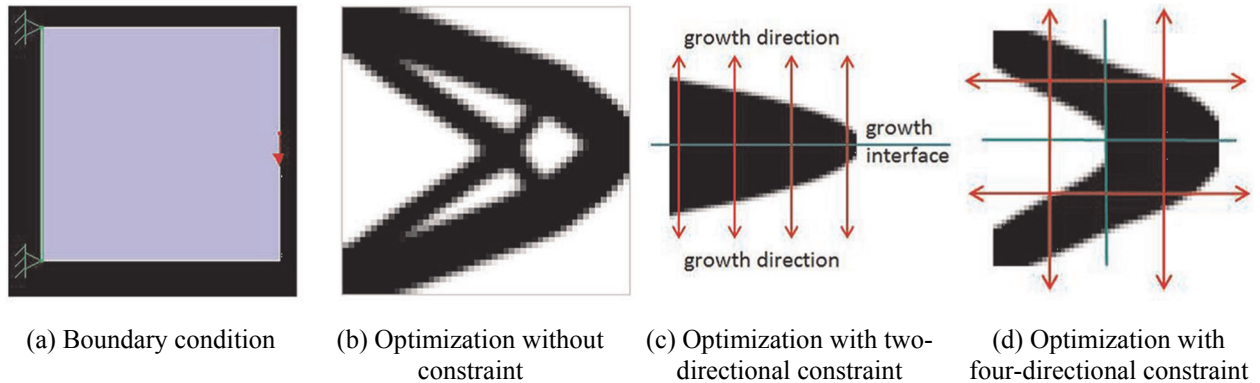 growth direction
growth
interface
growth direction
(a) Boundary condition
(b) Optimization without
constraint
(c) Optimization with two-
directional constraint
(d) Optimization with
four-directional constraint